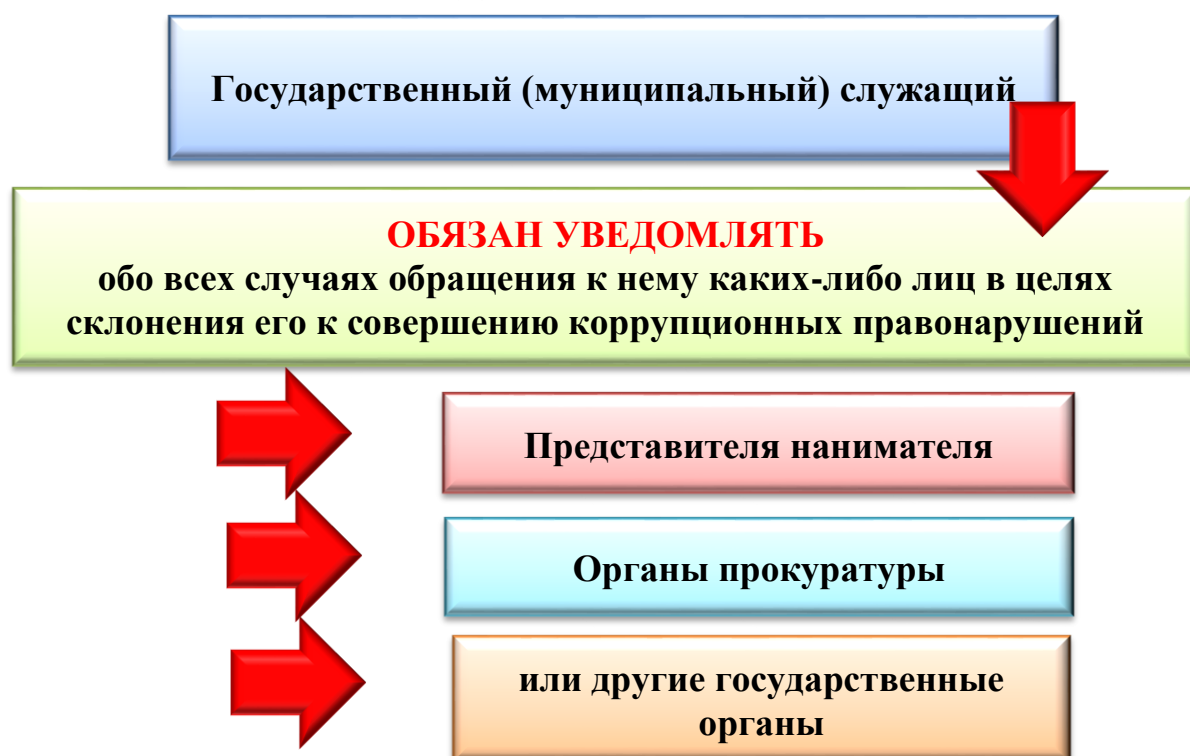 Государственный (муниципальный) служащий
ОБЯЗАН УВЕДОМЛЯТЬ
обо всех случаях обращения к нему каких-либо лиц в целях
склонения его к совершению коррупционных правонарушений
Представителя нанимателя
Органы прокуратуры
или другие государственные
органы